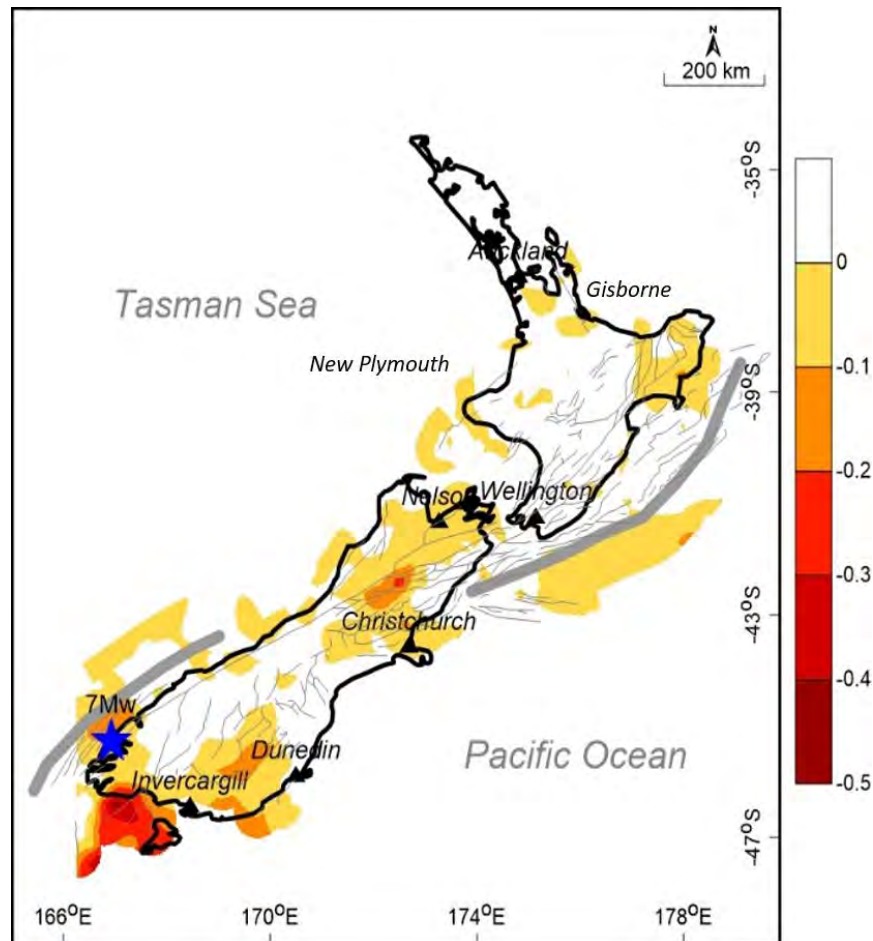 N
200 km
-35°S
Auckland
0
Gisborne
Tasman Sea
New Plymouth
-0.1
-39°S
-0.2
Nelson
Wellington
-0.3
Christchurch
-43°S
-0.4
7Mw
Dunedin
Pacific Ocean
-0.5
Invercargill
-47°S
166°E
170°E
174°E
178°E